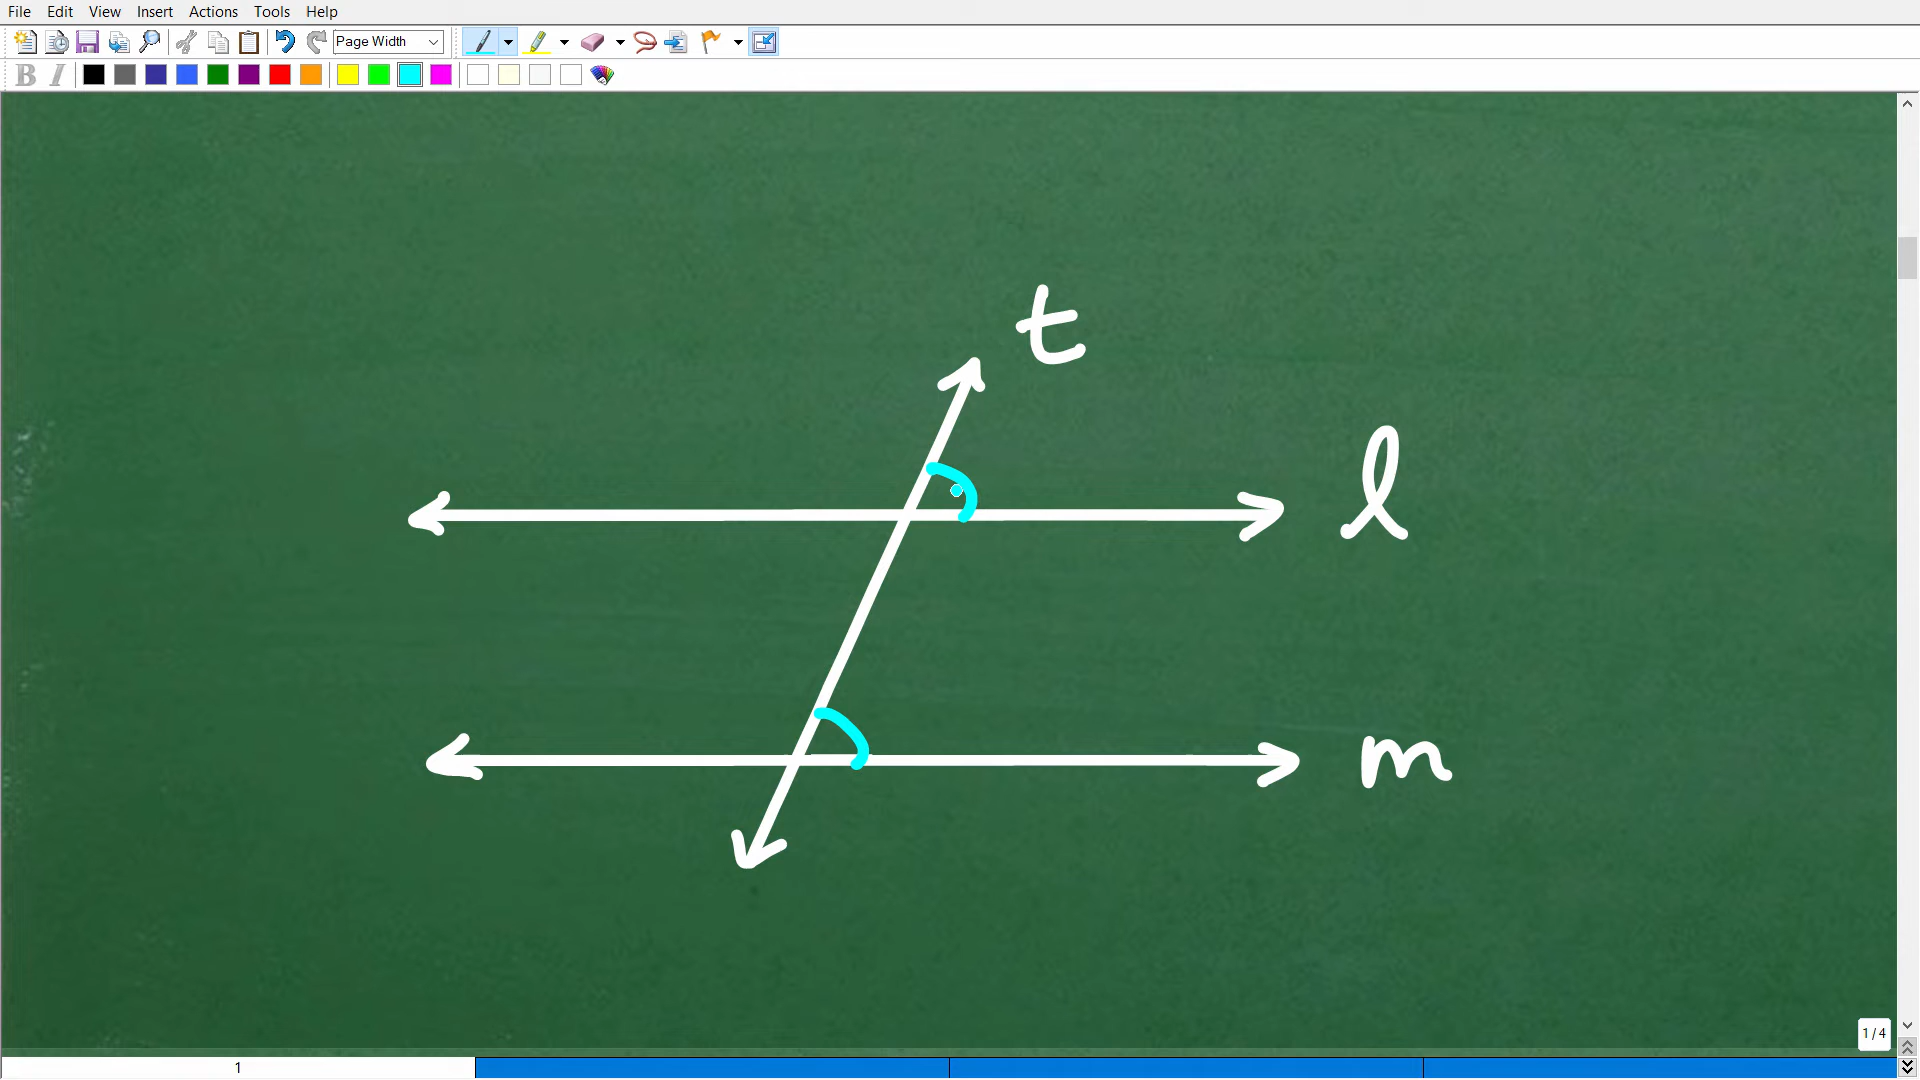 File Edit View Insert Actions Tools Help
Page Width
B I
t
l
m
1 / 4
1